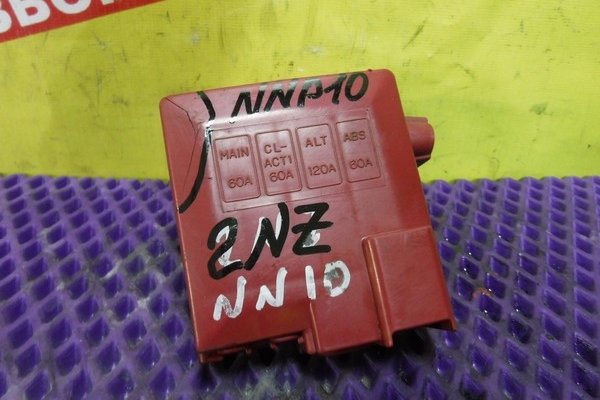 NNP10
MAIN 60A
CL-ACT1 60A
ALT 120A
ABS 60A
2NZ
NN10